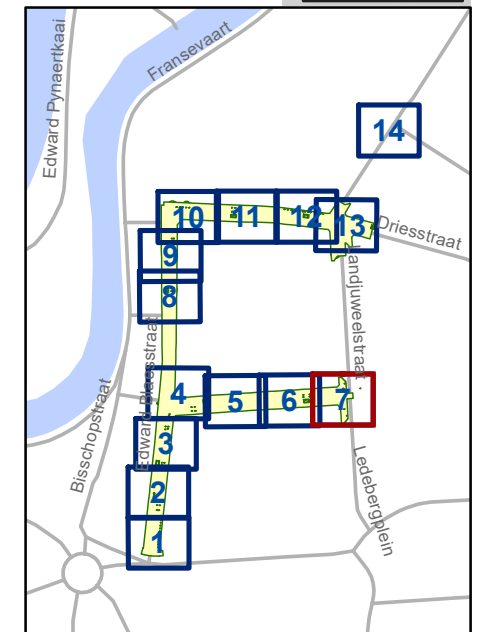 Edward Pynaertkaai
Fransevaart
14
10
11
12
13
Driesstraat
9
Landjuweelstraat
8
Edward Blaesstraat
4
5
6
7
Bisschopstraat
3
2
Ledebergplein
1